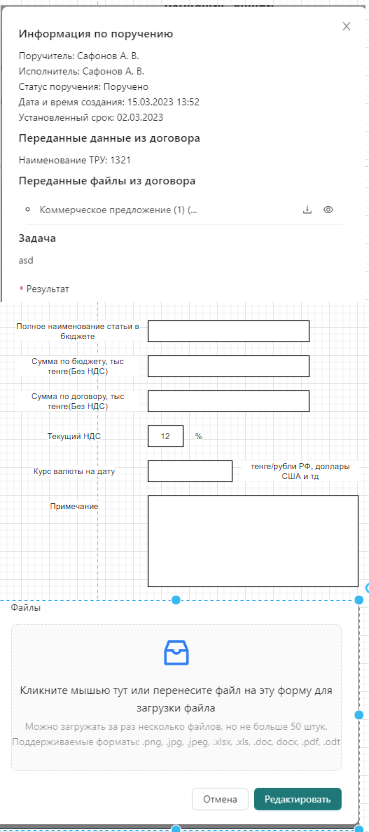 Информация по поручению
Поручитель: Сафонов А. В.
Исполнитель: Сафонов А. В.
Статус поручения: Поручено
Дата и время создания: 15.03.2023 13:52
Установленный срок: 02.03.2023
Переданные данные из договора
Наименование ТРУ: 1321
Переданные файлы из договора
Коммерческое предложение (1) (...
Задача
asd
* Результат
Полное наименование статьи в
бюджете
Сумма по бюджету, тыс
тенге(Без НДС)
Сумма по договору, тыс
тенге(Без НДС)
Текущий НДС 12 %
Курс валюты на дату
тенге/рубли РФ, доллары
США и тд
Примечание
Файлы
Кликните мышью тут или перенесите файл на эту форму для
загрузки файла
Можно загружать за раз несколько файлов, но не больше 50 штук.
Поддерживаемые форматы: .png, .jpg, .jpeg, .xlsx, .xls, .doc, docx, .pdf, .odt
Отмена
Редактировать